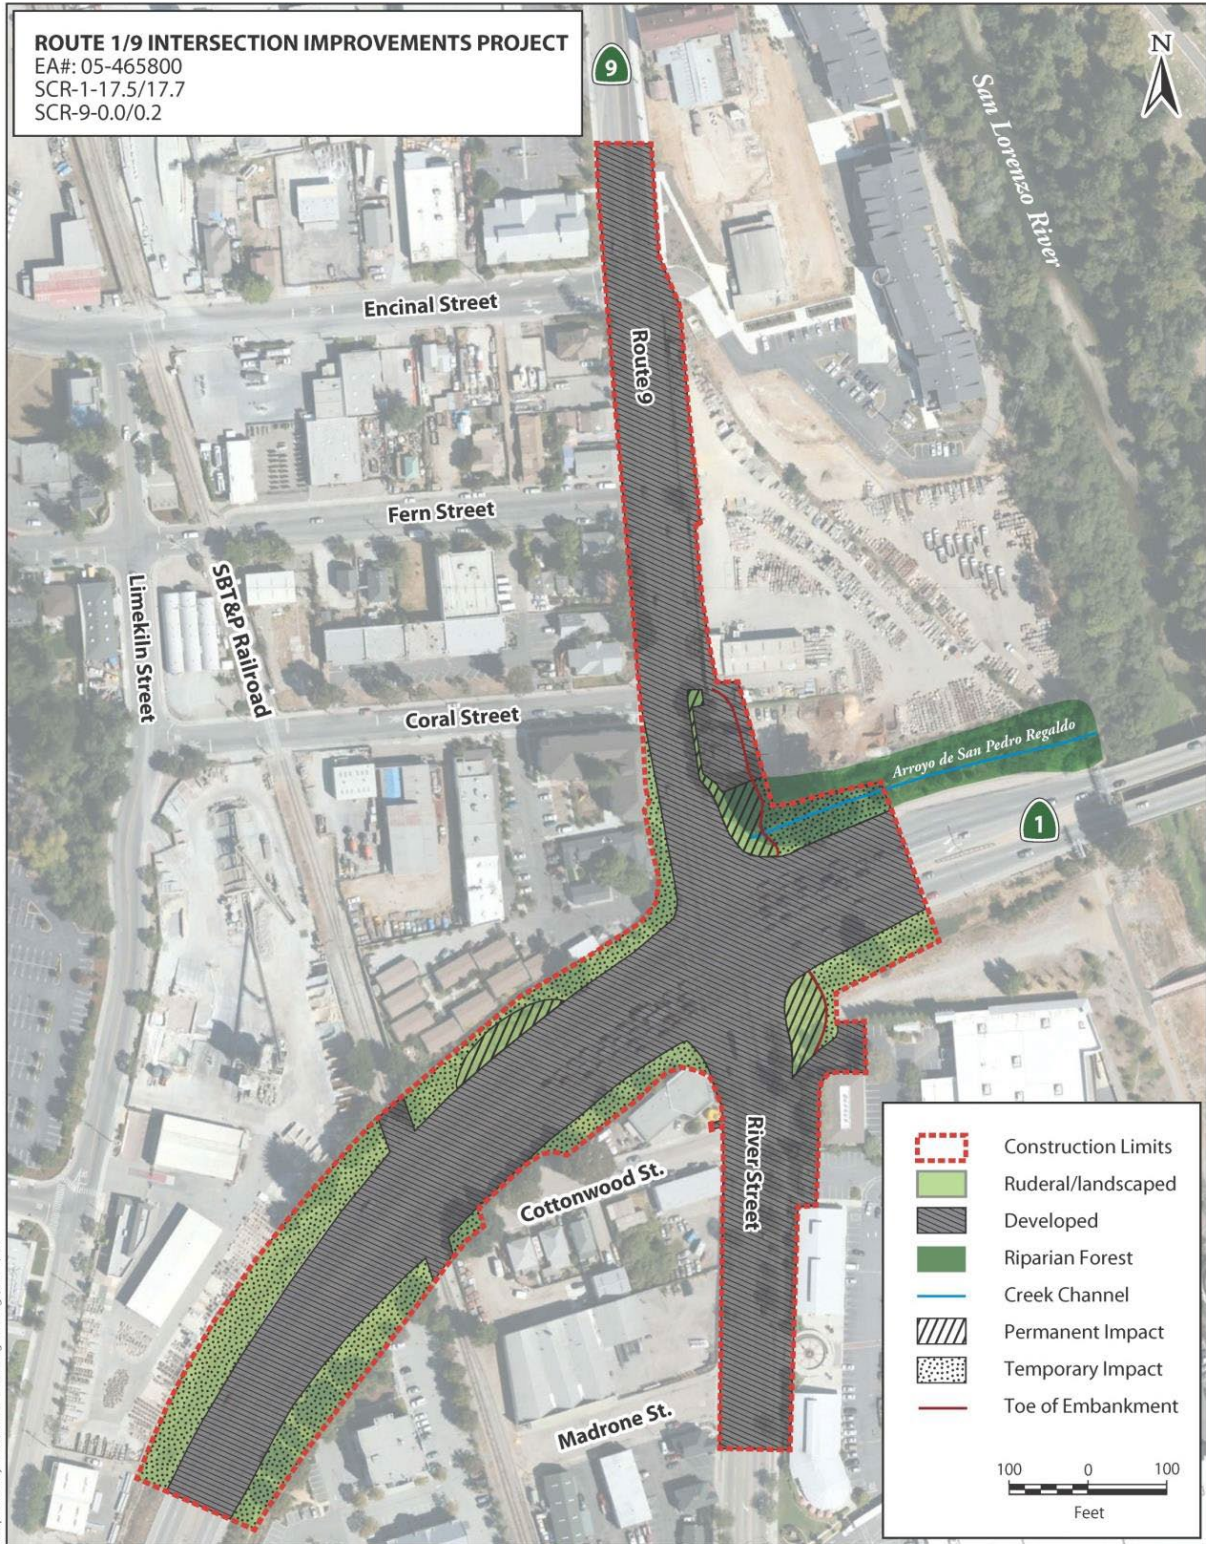 ROUTE 1/9 INTERSECTION IMPROVEMENTS PROJECT
EA#: 05-465800
SCR-1-17.5/17.7
SCR-9-0.0/0.2
9
N
San Lorenzo River
Encinal Street
Route 9
Fern Street
Limekiln Street
SBT&P Railroad
Coral Street
Arroyo de San Pedro Regaldo
1
River Street
Cottonwood St.
Madrone St.
Construction Limits
Ruderal/landscaped
Developed
Riparian Forest
Creek Channel
Permanent Impact
Temporary Impact
Toe of Embankment
100 0 100
Feet